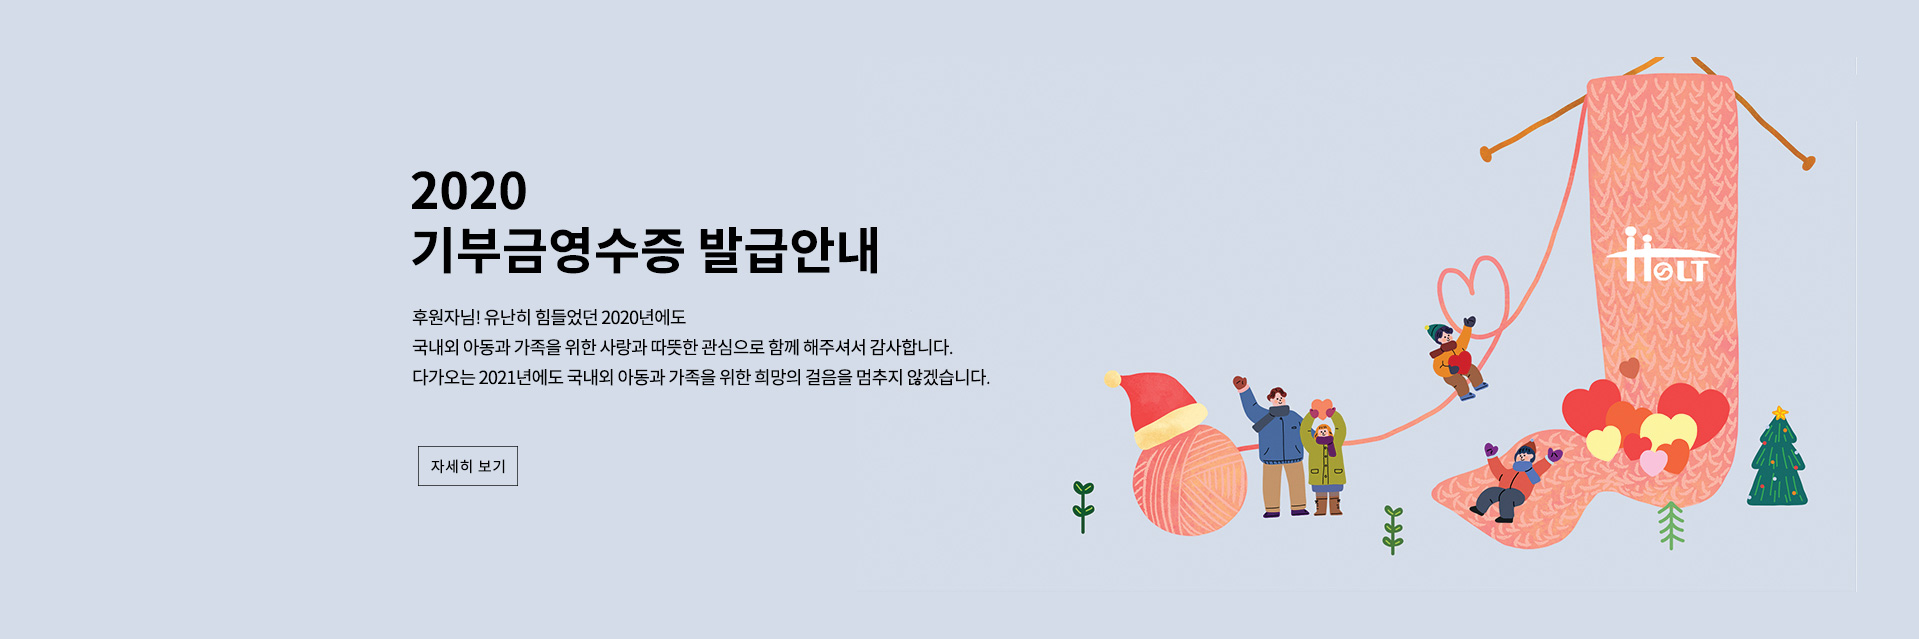 2020
기부금영수증 발급안내
후원자님! 유난히 힘들었던 2020년에도
국내외 아동과 가족을 위한 사랑과 따뜻한 관심으로 함께 해주셔서 감사합니다.
다가오는 2021년에도 국내외 아동과 가족을 위한 희망의 걸음을 멈추지 않겠습니다.
자세히 보기
HOLT